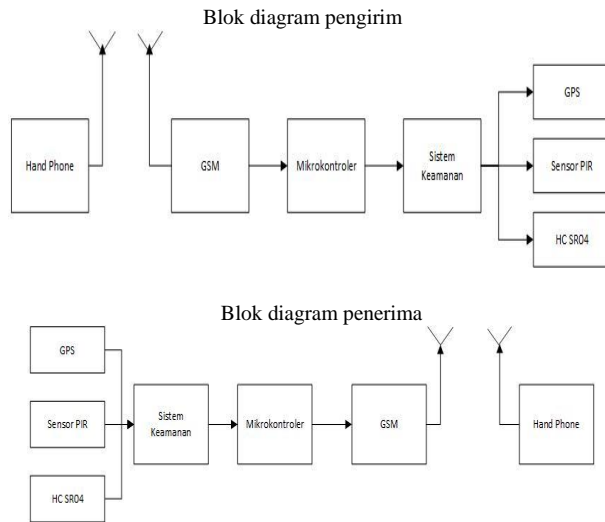 Blok diagram pengirim
GPS
Hand Phone
GSM
Mikrokontroler
Sistem
Keamanan
Sensor PIR
HC SR04
Blok diagram penerima
GPS
Sensor PIR
Sistem
Keamanan
Mikrokontroler
GSM
Hand Phone
HC SR04